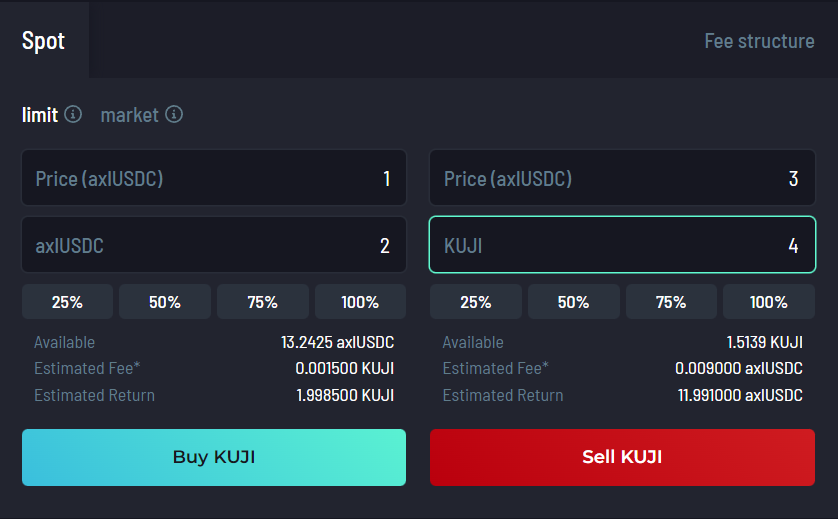 Spot
Fee structure
limit
market
Price (axlUSDC) 1
axlUSDC 2
25% 50% 75% 100%
Available 13.2425 axlUSDC
Estimated Fee* 0.001500 KUJI
Estimated Return 1.998500 KUJI
Buy KUJI
Price (axlUSDC) 3
KUJI 4
25% 50% 75% 100%
Available 1.5139 KUJI
Estimated Fee* 0.009000 axlUSDC
Estimated Return 11.991000 axlUSDC
Sell KUJI